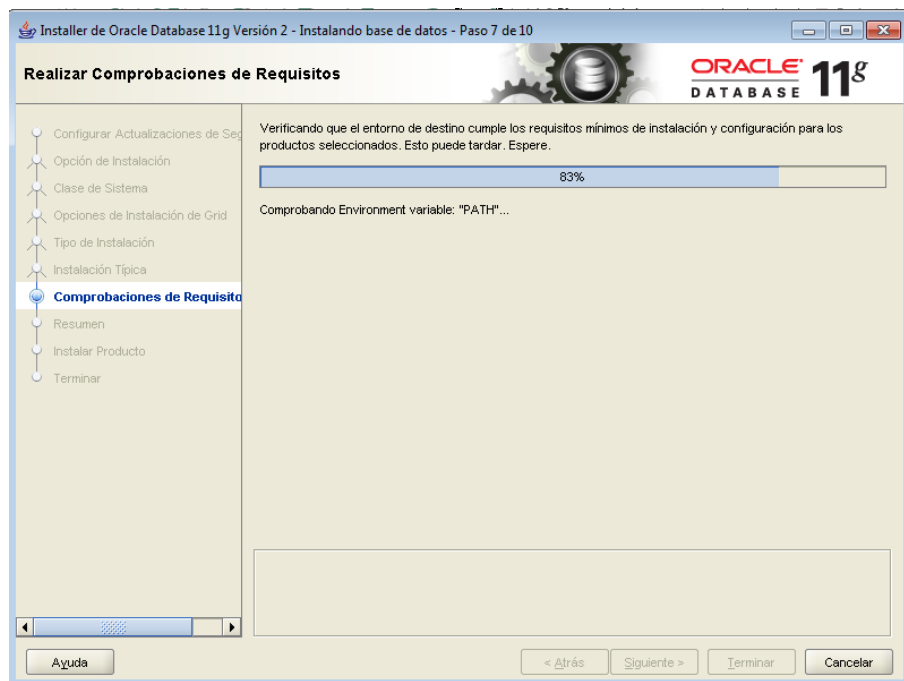 Installer de Oracle Database 11g Versión 2 - Instalando base de datos - Paso 7 de 10
Realizar Comprobaciones de Requisitos
ORACLE
DATABASE
11g
Configurar Actualizaciones de Seg
Opción de Instalación
Clase de Sistema
Opciones de Instalación de Grid
Tipo de Instalación
Instalación Típica
Comprobaciones de Requisito
Resumen
Instalar Producto
Terminar
Verificando que el entorno de destino cumple los requisitos mínimos de instalación y configuración para los
productos seleccionados. Esto puede tardar. Espere.
83%
Comprobando Environment variable: "PATH"...
Ayuda
< Atrás
Siguiente >
Terminar
Cancelar